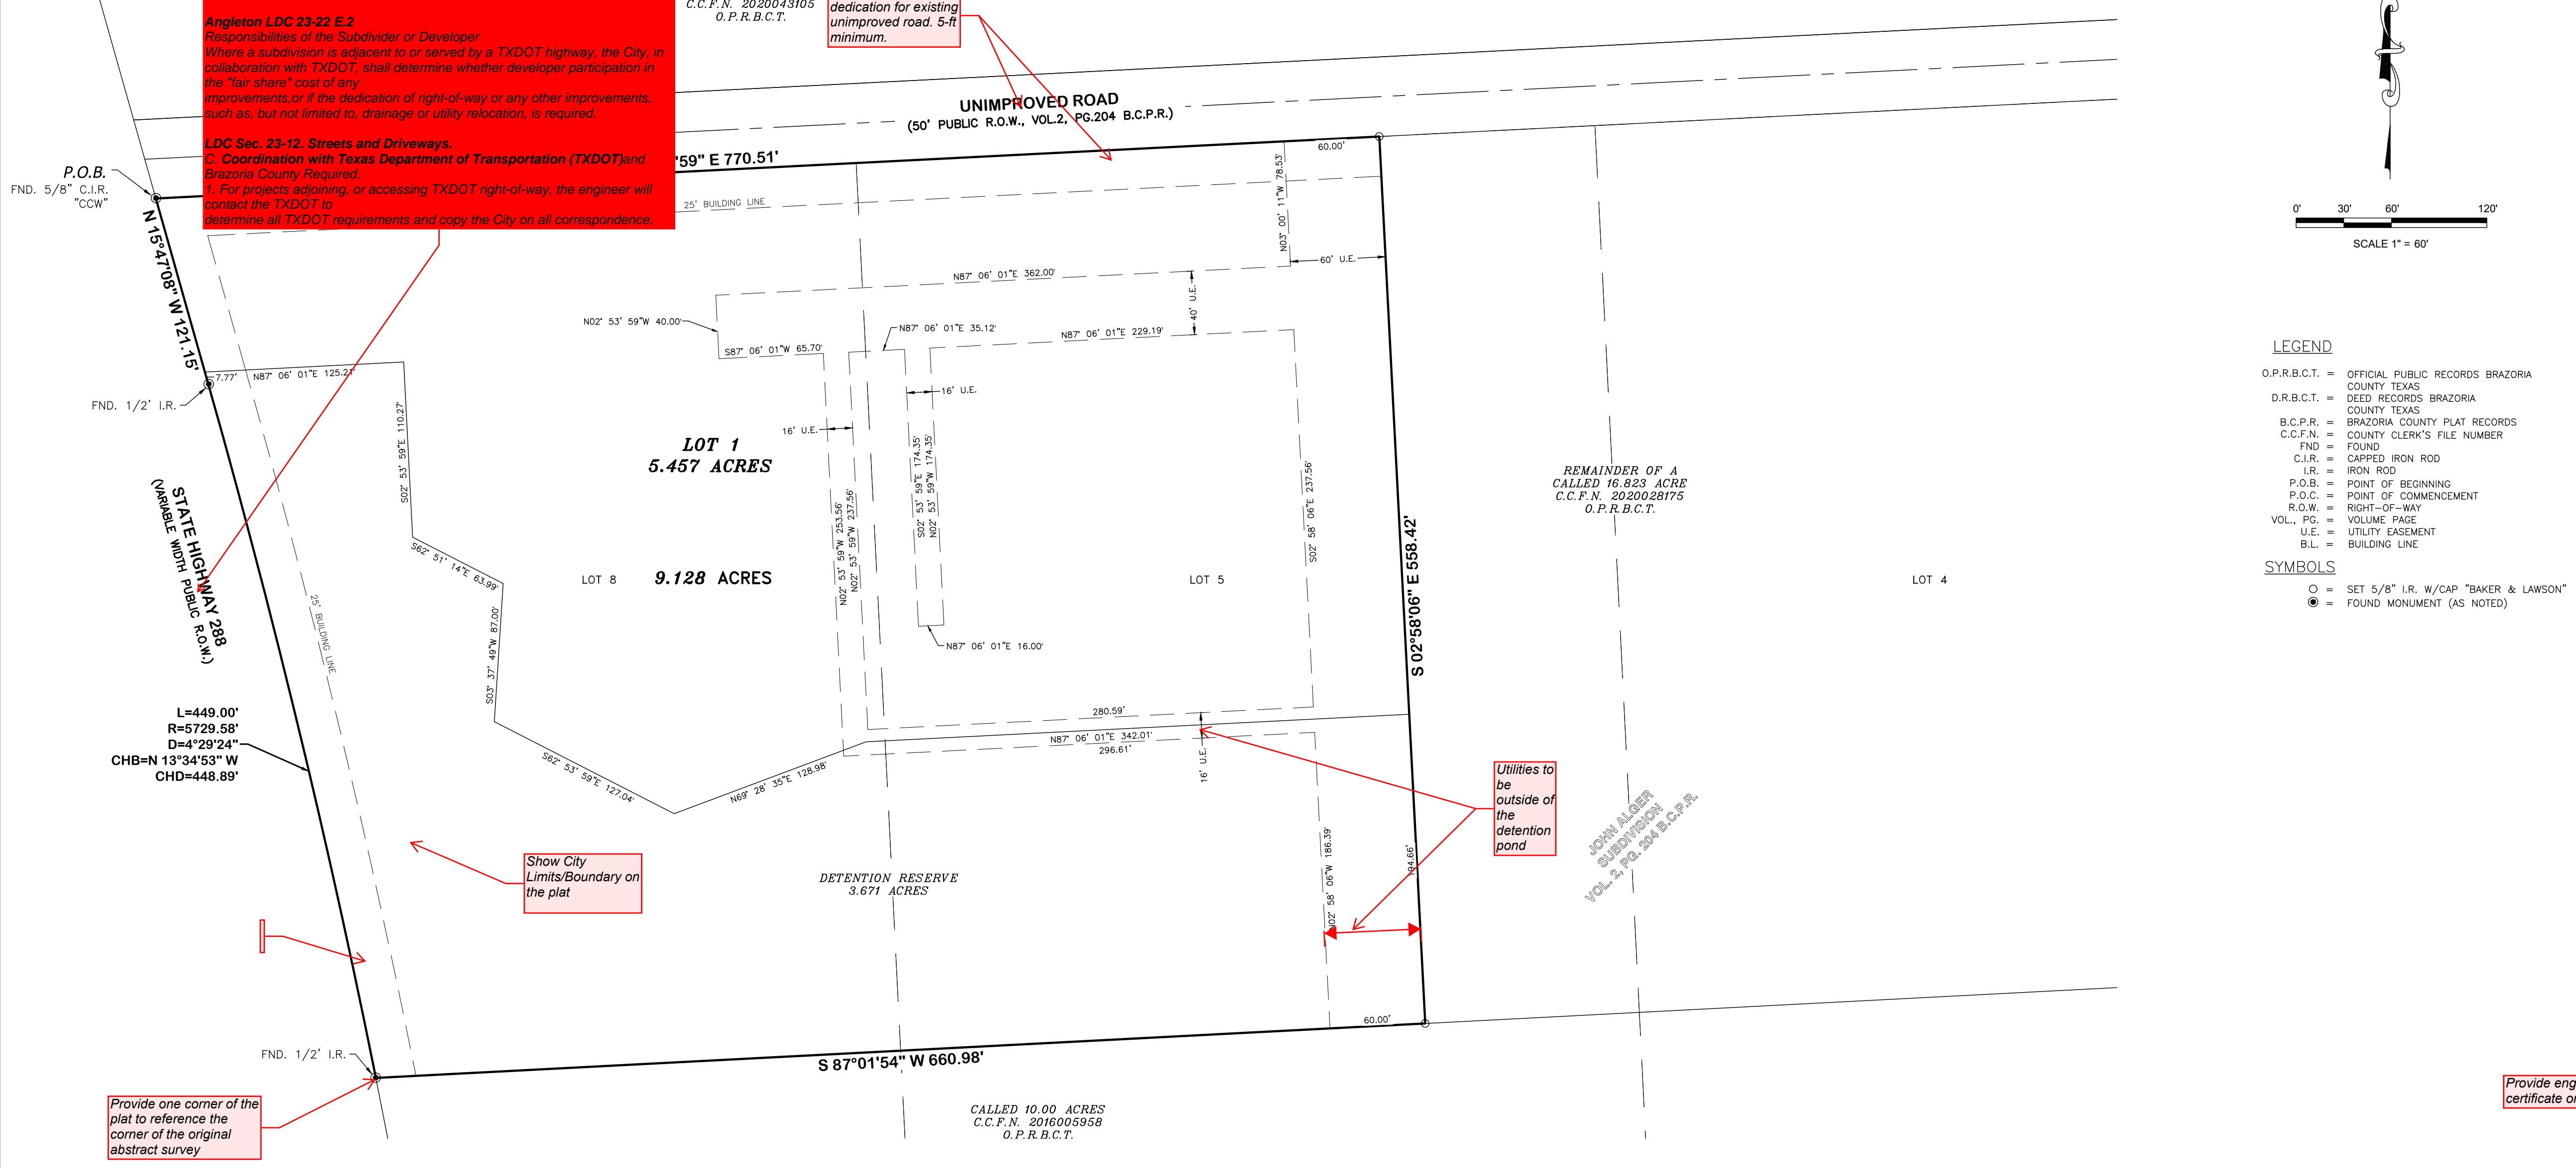 C.C.F.N. 2020043105
O.P.R.B.C.T.
dedication for existing
unimproved road. 5-ft
minimum.
Angleton LDC 23-22 E.2
Responsibilities of the Subdivider or Developer
Where a subdivision is adjacent to or served by a TXDOT highway, the City, in
collaboration with TXDOT, shall determine whether developer participation in
the "fair share" cost of any
improvements,or if the dedication of right-of-way or any other improvements,
such as, but not limited to, drainage or utility relocation, is required.
LDC Sec. 23-12. Streets and Driveways.
C. Coordination with Texas Department of Transportation (TXDOT)and
Brazoria County Required.
1. For projects adjoining, or accessing TXDOT right-of-way, the engineer will
contact the TXDOT to
determine all TXDOT requirements and copy the City on all correspondence.
UNIMPROVED ROAD
(50' PUBLIC R.O.W., VOL.2, PG.204 B.C.P.R.)
'59" E 770.51'
60.00'
P.O.B.
FND. 5/8" C.I.R.
"CCW"
N 15°47'08" W 121.15'
25' BUILDING LINE
N03° 00' 11"W 78.53'
60' U.E.
N87° 06' 01"E 362.00'
40' U.E.
N02° 53' 59"W 40.00'
N87° 06' 01"E 35.12'
N87° 06' 01"E 229.19'
S87° 06' 01"W 65.70'
7.77'
N87° 06' 01"E 125.21'
FND. 1/2' I.R.
16' U.E.
16' U.E.
S02° 53' 59"E 110.27'
LOT 1
5.457 ACRES
S02° 53' 59"E 174.35'
N02° 53' 59"W 174.35'
N02° 53' 59"W 253.56'
N02° 53' 59"W 237.56'
S02° 58' 06"E 237.56'
S62° 51' 14"E 63.99'
LOT 8
9.128 ACRES
LOT 5
S 02°58'06" E 558.42'
REMAINDER OF A
CALLED 16.823 ACRE
C.C.F.N. 2020028175
O.P.R.B.C.T.
LOT 4
STATE HIGHWAY 288
(VARIABLE WIDTH PUBLIC R.O.W.)
25' BUILDING LINE
S03° 37' 49"W 87.00'
N87° 06' 01"E 16.00'
L=449.00'
R=5729.58'
D=4°29'24"
CHB=N 13°34'53" W
CHD=448.89'
280.59'
N87° 06' 01"E 342.01'
296.61'
16' U.E.
S62° 53' 59"E 127.04'
N69° 28' 35"E 128.98'
Utilities to
be
outside of
the
detention
pond
JOHN ALGER
SUBDIVISION
VOL. 2, PG. 204 B.C.P.R.
N02° 58' 06"W 186.39'
194.66'
Show City
Limits/Boundary on
the plat
DETENTION RESERVE
3.671 ACRES
60.00'
FND. 1/2' I.R.
S 87°01'54" W 660.98'
Provide one corner of the
plat to reference the
corner of the original
abstract survey
CALLED 10.00 ACRES
C.C.F.N. 2016005958
O.P.R.B.C.T.
0' 30' 60' 120'
SCALE 1" = 60'
LEGEND
O.P.R.B.C.T. = OFFICIAL PUBLIC RECORDS BRAZORIA
COUNTY TEXAS
D.R.B.C.T. = DEED RECORDS BRAZORIA
COUNTY TEXAS
B.C.P.R. = BRAZORIA COUNTY PLAT RECORDS
C.C.F.N. = COUNTY CLERK'S FILE NUMBER
FND = FOUND
C.I.R. = CAPPED IRON ROD
I.R. = IRON ROD
P.O.B. = POINT OF BEGINNING
P.O.C. = POINT OF COMMENCEMENT
R.O.W. = RIGHT-OF-WAY
VOL., PG. = VOLUME PAGE
U.E. = UTILITY EASEMENT
B.L. = BUILDING LINE
SYMBOLS
= SET 5/8" I.R. W/CAP "BAKER & LAWSON"
= FOUND MONUMENT (AS NOTED)
Provide eng
certificate or